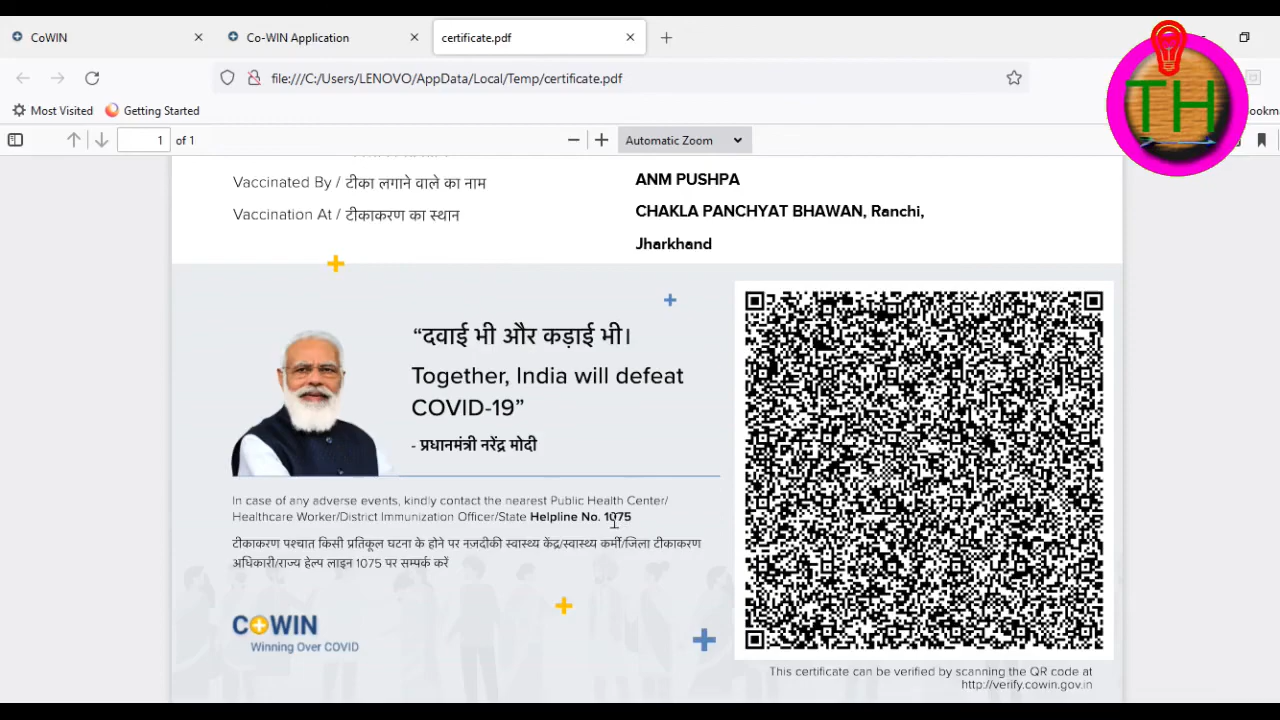 CoWIN
Co-WIN Application
certificate.pdf
file:///C:/Users/LENOVO/AppData/Local/Temp/certificate.pdf
Most Visited
Getting Started
1 of 1
Automatic Zoom
TH
Vaccinated By / टीका लगाने वाले का नाम
ANM PUSHPA
Vaccination At / टीकाकरण का स्थान
CHAKLA PANCHYAT BHAWAN, Ranchi,
Jharkhand
“दवाई भी और कड़ाई भी।
Together, India will defeat
COVID-19”
- प्रधानमंत्री नरेंद्र मोदी
In case of any adverse events, kindly contact the nearest Public Health Center/
Healthcare Worker/District Immunization Officer/State Helpline No. 1075
टीकाकरण पश्चात किसी प्रतिकूल घटना के होने पर नजदीकी स्वास्थ्य केंद्र/स्वास्थ्य कर्मी/जिला टीकाकरण
अधिकारी/राज्य हेल्प लाइन 1075 पर सम्पर्क करें
COWIN
Winning Over COVID
This certificate can be verified by scanning the QR code at
http://verify.cowin.gov.in